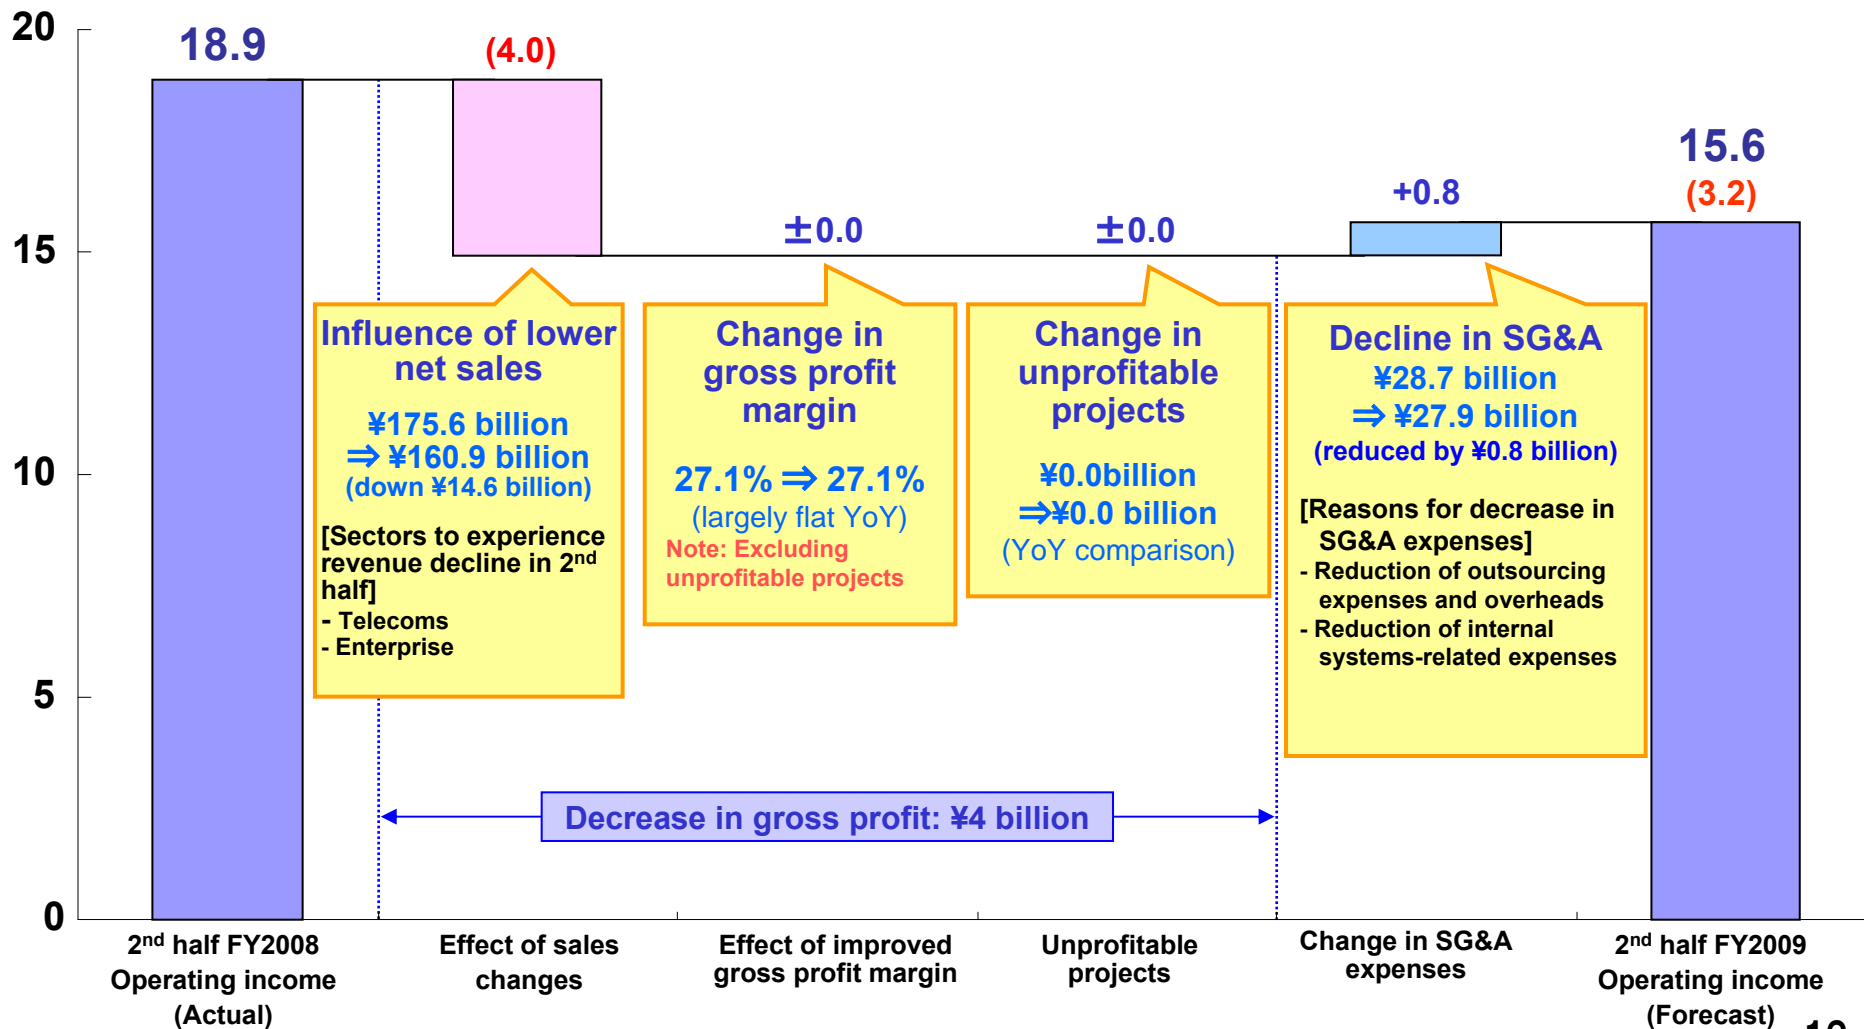 20
15
10
5
0
18.9
(4.0)
±0.0
±0.0
+0.8
15.6
(3.2)
Influence of lower
net sales
¥175.6 billion
⇒ ¥160.9 billion
(down ¥14.6 billion)
[Sectors to experience
revenue decline in 2nd
half]
- Telecoms
- Enterprise
Change in
gross profit
margin
27.1% ⇒ 27.1%
(largely flat YoY)
Note: Excluding
unprofitable projects
Change in
unprofitable
projects
¥0.0billion
⇒¥0.0 billion
(YoY comparison)
Decline in SG&A
¥28.7 billion
⇒ ¥27.9 billion
(reduced by ¥0.8 billion)
[Reasons for decrease in
SG&A expenses]
- Reduction of outsourcing
expenses and overheads
- Reduction of internal
systems-related expenses
Decrease in gross profit: ¥4 billion
2nd half FY2008
Operating income
(Actual)
Effect of sales
changes
Effect of improved
gross profit margin
Unprofitable
projects
Change in SG&A
expenses
2nd half FY2009
Operating income
(Forecast)